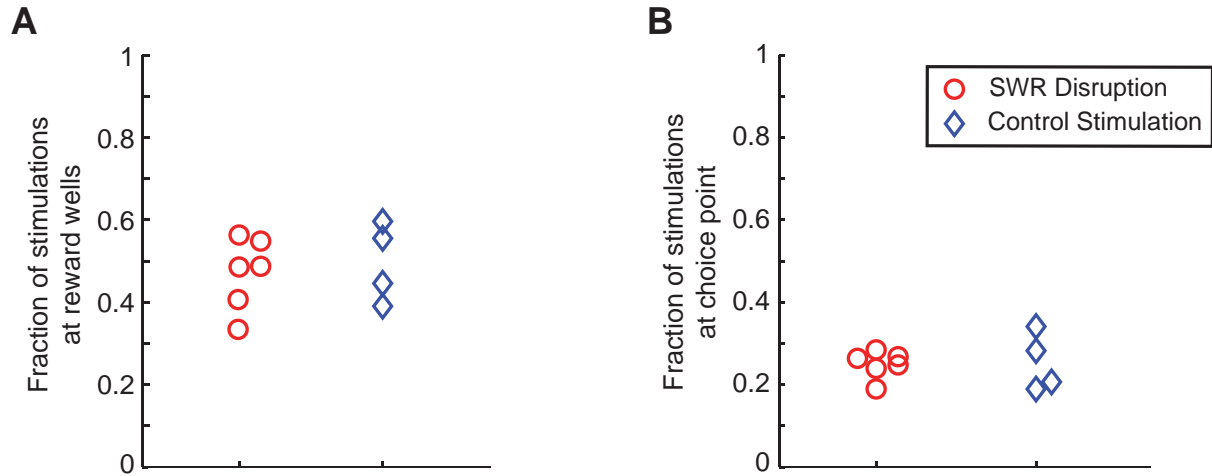 A
Fraction of stimulations
at reward wells
1
0.8
0.6
0.4
0.2
0
B
Fraction of stimulations
at choice point
1
0.8
0.6
0.4
0.2
0
SWR Disruption
Control Stimulation